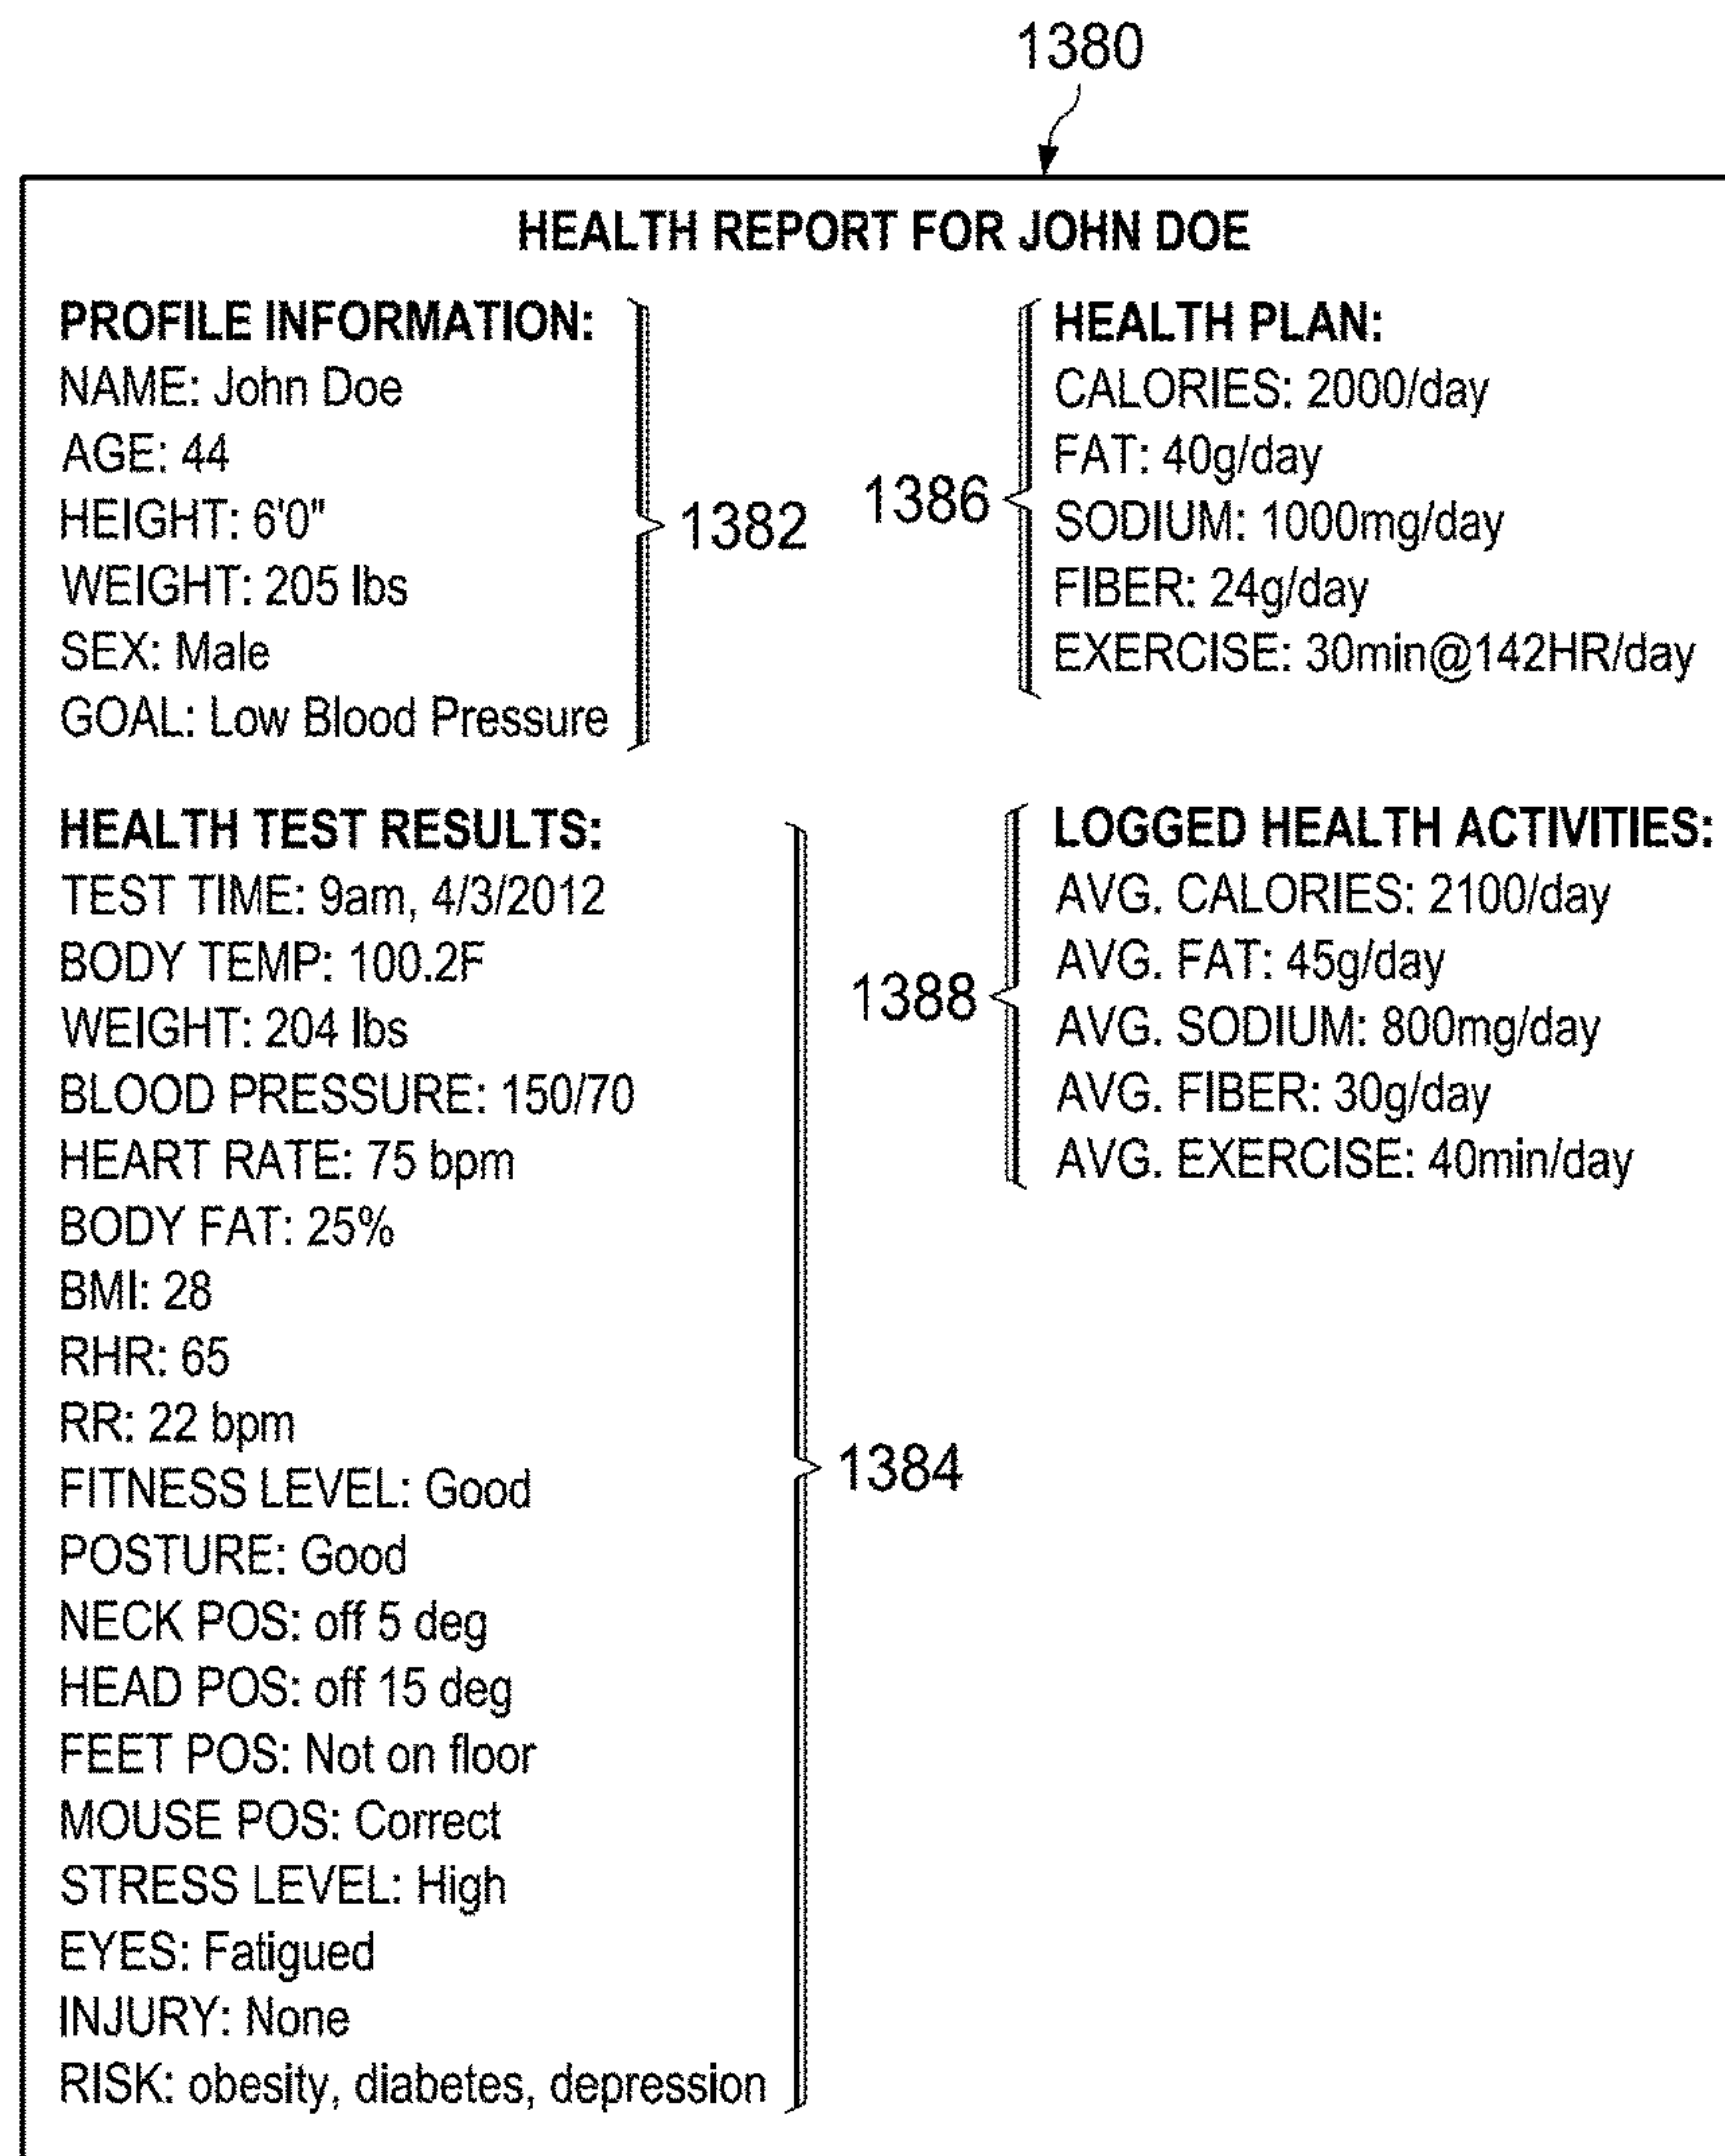 1380
HEALTH REPORT FOR JOHN DOE
PROFILE INFORMATION:
NAME: John Doe
AGE: 44
HEIGHT: 6'0"
WEIGHT: 205 lbs
SEX: Male
GOAL: Low Blood Pressure
1382
1386
HEALTH PLAN:
CALORIES: 2000/day
FAT: 40g/day
SODIUM: 1000mg/day
FIBER: 24g/day
EXERCISE: 30min@142HR/day
HEALTH TEST RESULTS:
TEST TIME: 9am, 4/3/2012
BODY TEMP: 100.2F
WEIGHT: 204 lbs
BLOOD PRESSURE: 150/70
HEART RATE: 75 bpm
BODY FAT: 25%
BMI: 28
RHR: 65
RR: 22 bpm
FITNESS LEVEL: Good
POSTURE: Good
NECK POS: off 5 deg
HEAD POS: off 15 deg
FEET POS: Not on floor
MOUSE POS: Correct
STRESS LEVEL: High
EYES: Fatigued
INJURY: None
RISK: obesity, diabetes, depression
1384
1388
LOGGED HEALTH ACTIVITIES:
AVG. CALORIES: 2100/day
AVG. FAT: 45g/day
AVG. SODIUM: 800mg/day
AVG. FIBER: 30g/day
AVG. EXERCISE: 40min/day